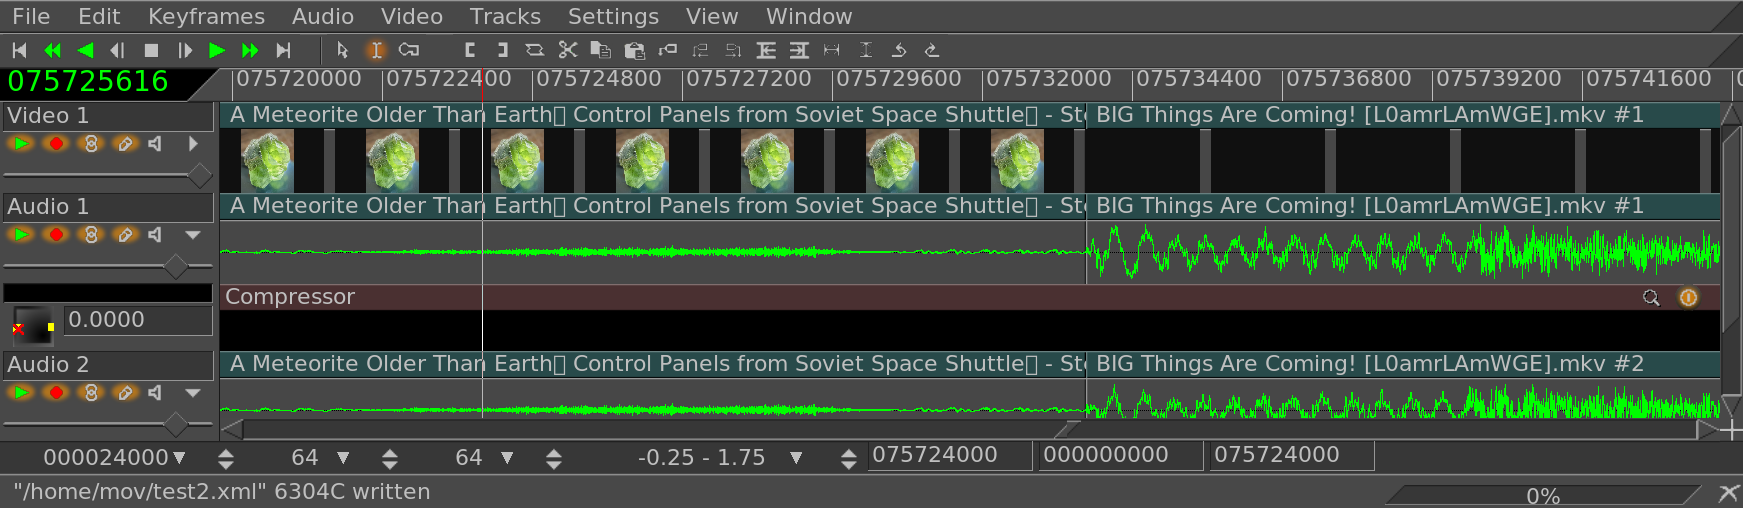 File Edit Keyframes Audio Video Tracks Settings View Window
075725616 075720000 075722400 075724800 075727200 075729600 075732000 075734400 075736800 075739200 075741600
Video 1
A Meteorite Older Than Earth▯ Control Panels from Soviet Space Shuttle▯ - Ste BIG Things Are Coming! [L0amrLAmWGE].mkv #1
Audio 1
A Meteorite Older Than Earth▯ Control Panels from Soviet Space Shuttle▯ - Ste BIG Things Are Coming! [L0amrLAmWGE].mkv #1
Compressor
0.0000
Audio 2
A Meteorite Older Than Earth▯ Control Panels from Soviet Space Shuttle▯ - Ste BIG Things Are Coming! [L0amrLAmWGE].mkv #2
000024000 64 64 -0.25 - 1.75 075724000 000000000 075724000
"/home/mov/test2.xml" 6304C written
0%